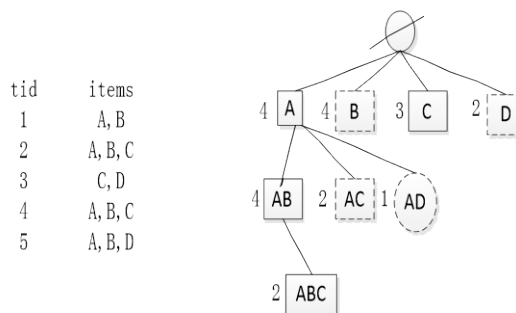 tid items
1 A,B
2 A,B,C
3 C,D
4 A,B,C
5 A,B,D
4 A 4 B 3 C 2 D
4 AB 2 AC 1 AD
2 ABC